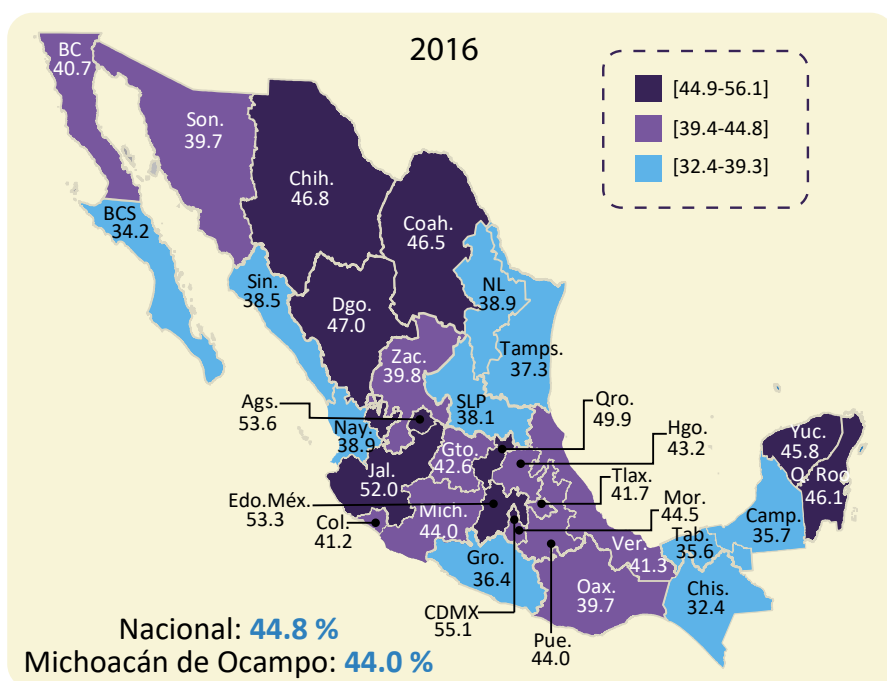 2016
[44.9-56.1]
[39.4-44.8]
[32.4-39.3]
BC
40.7
Son.
39.7
Chih.
46.8
Coah.
46.5
BCS
34.2
Sin.
38.5
NL
38.9
Dgo.
47.0
Tamps.
37.3
Zac.
39.8
SLP
38.1
Ags.
53.6
Qro.
49.9
Nay.
38.9
Hgo.
43.2
Gto.
42.6
Yuc.
45.8
Q. Roo
46.1
Jal.
52.0
Tlax.
41.7
Edo.Méx.
53.3
Mor.
44.5
Mich.
44.0
Camp.
35.7
Col.
41.2
Ver.
41.3
Tab.
35.6
Gro.
36.4
Oax.
39.7
Chis.
32.4
CDMX
55.1
Pue.
44.0
Nacional: 44.8 %
Michoacán de Ocampo: 44.0 %